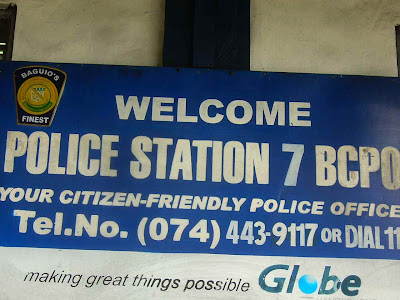 BAGUIO'S
FINEST
WELCOME
POLICE STATION 7 BCPO
YOUR CITIZEN-FRIENDLY POLICE OFFICE
Tel.No. (074) 443-9117 OR DIAL 11
making great things possible Globe